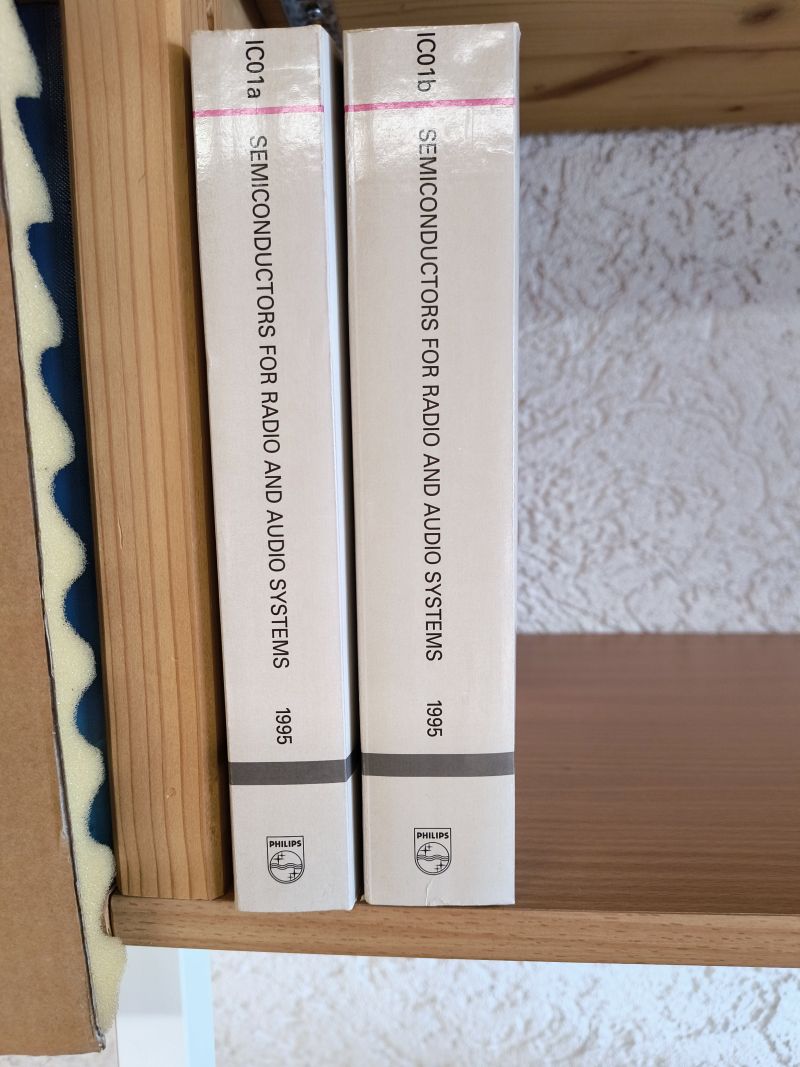 IC01a SEMICONDUCTORS FOR RADIO AND AUDIO SYSTEMS 1995
PHILIPS
IC01b SEMICONDUCTORS FOR RADIO AND AUDIO SYSTEMS 1995
PHILIPS